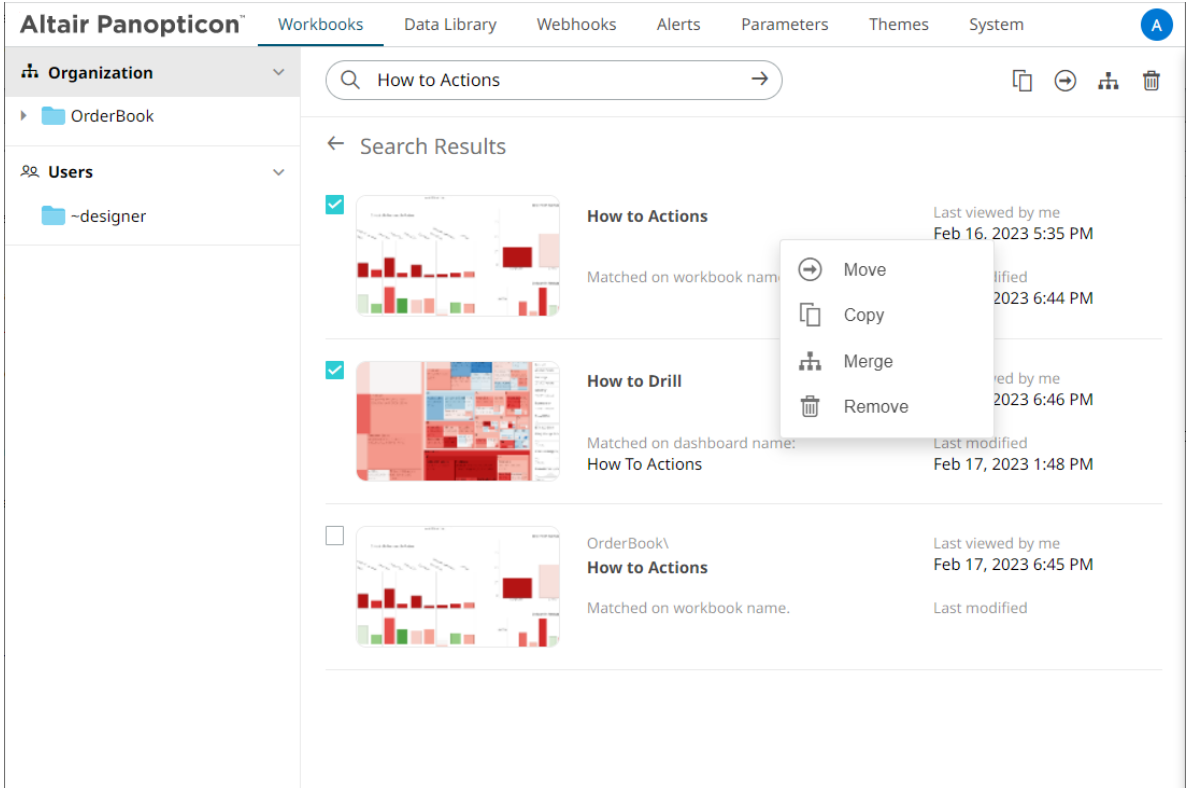 Altair Panopticon™ Workbooks Data Library Webhooks Alerts Parameters Themes System A
Organization
OrderBook
Users
~designer
How to Actions
Search Results
How to Actions
Last viewed by me
Feb 16, 2023 5:35 PM
Matched on workbook
2023 6:44 PM
Move
Copy
Merge
Remove
How to Drill
by me
2023 6:46 PM
Matched on dashboard name:
How To Actions
Last modified
Feb 17, 2023 1:48 PM
OrderBook\
How to Actions
Last viewed by me
Feb 17, 2023 6:45 PM
Matched on workbook name.
Last modified